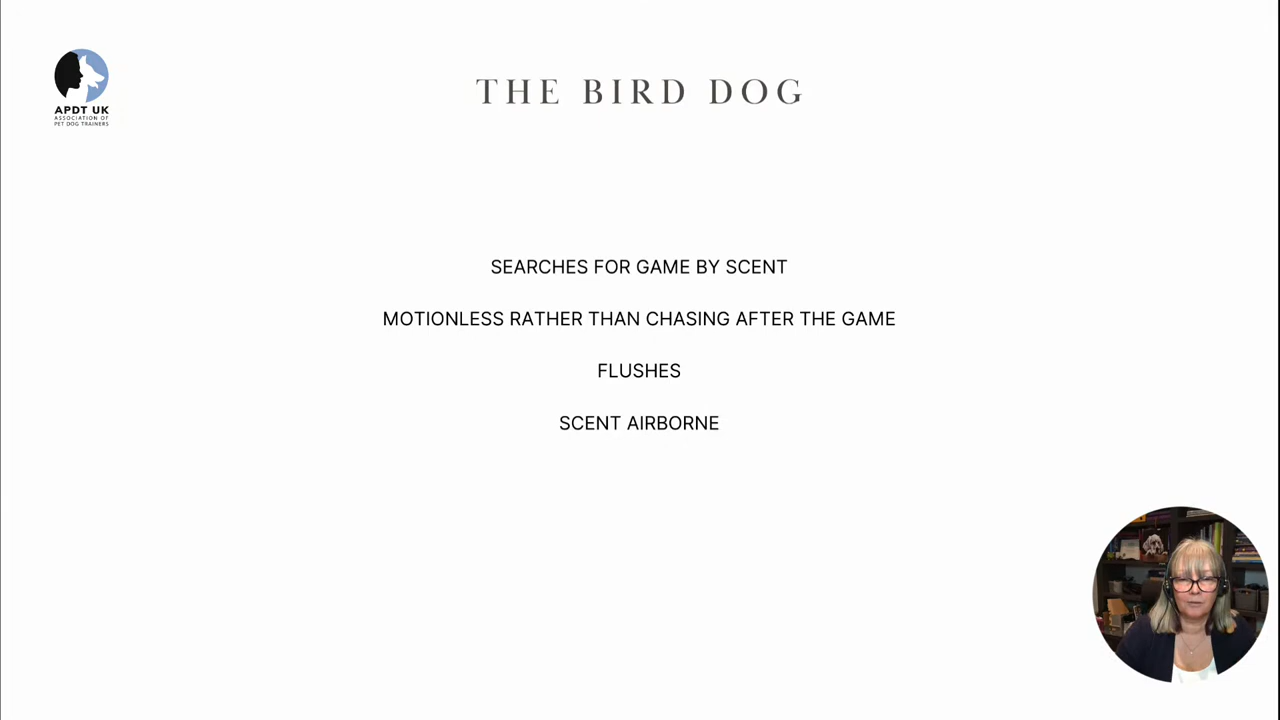 THE BIRD DOG
APDT UK
ASSOCIATION OF
PET DOG TRAINERS
SEARCHES FOR GAME BY SCENT
MOTIONLESS RATHER THAN CHASING AFTER THE GAME
FLUSHES
SCENT AIRBORNE